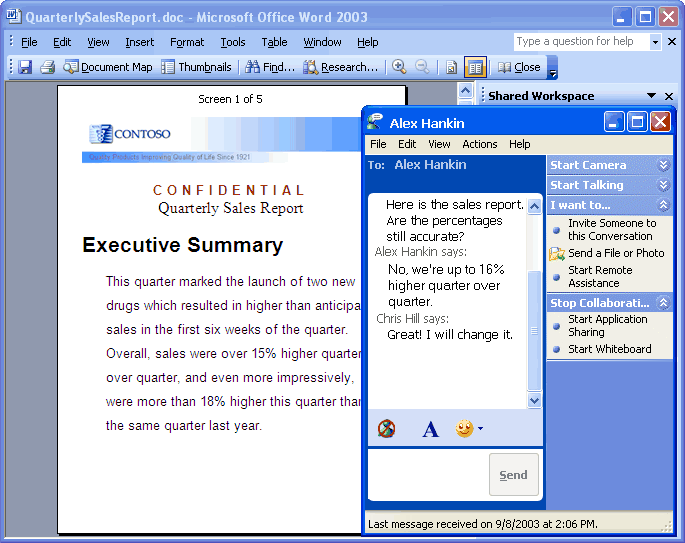 QuarterlySalesReport.doc - Microsoft Office Word 2003
File Edit View Insert Format Tools Table Window Help
Type a question for help
Document Map Thumbnails Find... Research... Close
Screen 1 of 5
Shared Workspace
CONTOSO
Quality Products Improving Quality of Life Since 1921
CONFIDENTIAL
Quarterly Sales Report
Executive Summary
This quarter marked the launch of two new
drugs which resulted in higher than anticipa
sales in the first six weeks of the quarter.
Overall, sales were over 15% higher quarter
over quarter, and even more impressively,
were more than 18% higher this quarter than
the same quarter last year.
Alex Hankin
File Edit View Actions Help
To: Alex Hankin
Here is the sales report.
Are the percentages
still accurate?
Alex Hankin says:
No, we're up to 16%
higher quarter over
quarter.
Chris Hill says:
Great! I will change it.
A
Send
Start Camera
Start Talking
I want to...
Invite Someone to
this Conversation
Send a File or Photo
Start Remote
Assistance
Stop Collaborati...
Start Application
Sharing
Start Whiteboard
Last message received on 9/8/2003 at 2:06 PM.